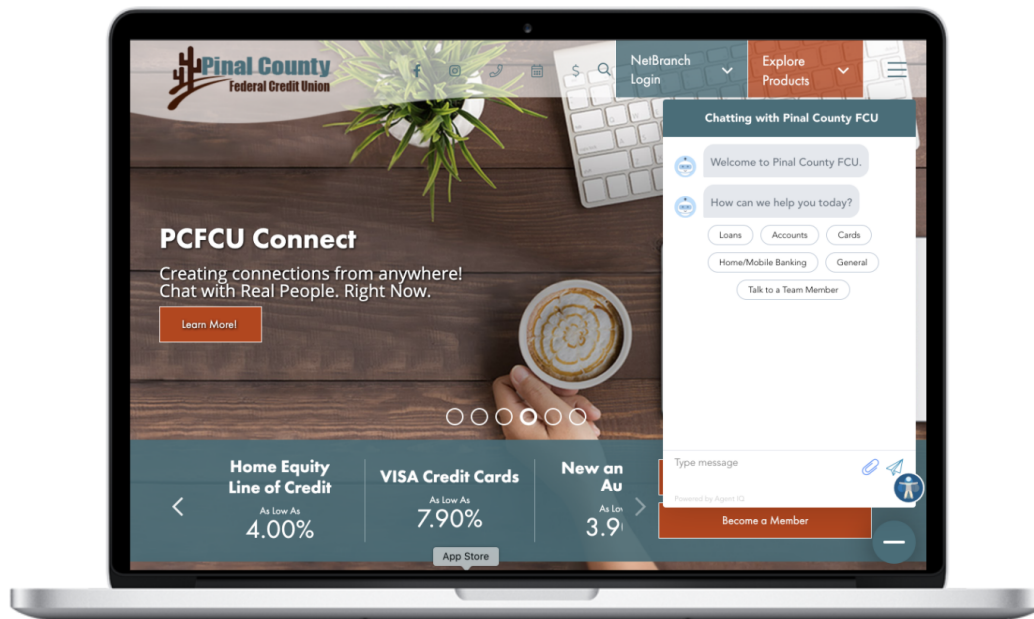 Pinal County
Federal Credit Union
NetBranch
Login
Explore
Products
PCFCU Connect
Creating connections from anywhere!
Chat with Real People. Right Now.
Learn More!
Chatting with Pinal County FCU
Welcome to Pinal County FCU.
How can we help you today?
Loans
Accounts
Cards
Home/Mobile Banking
General
Talk to a Team Member
Type message
Powered by Agent IQ
Home Equity
Line of Credit
As Low As
4.00%
VISA Credit Cards
As Low As
7.90%
New an
Au
As Lo
3.9
Become a Member
App Store